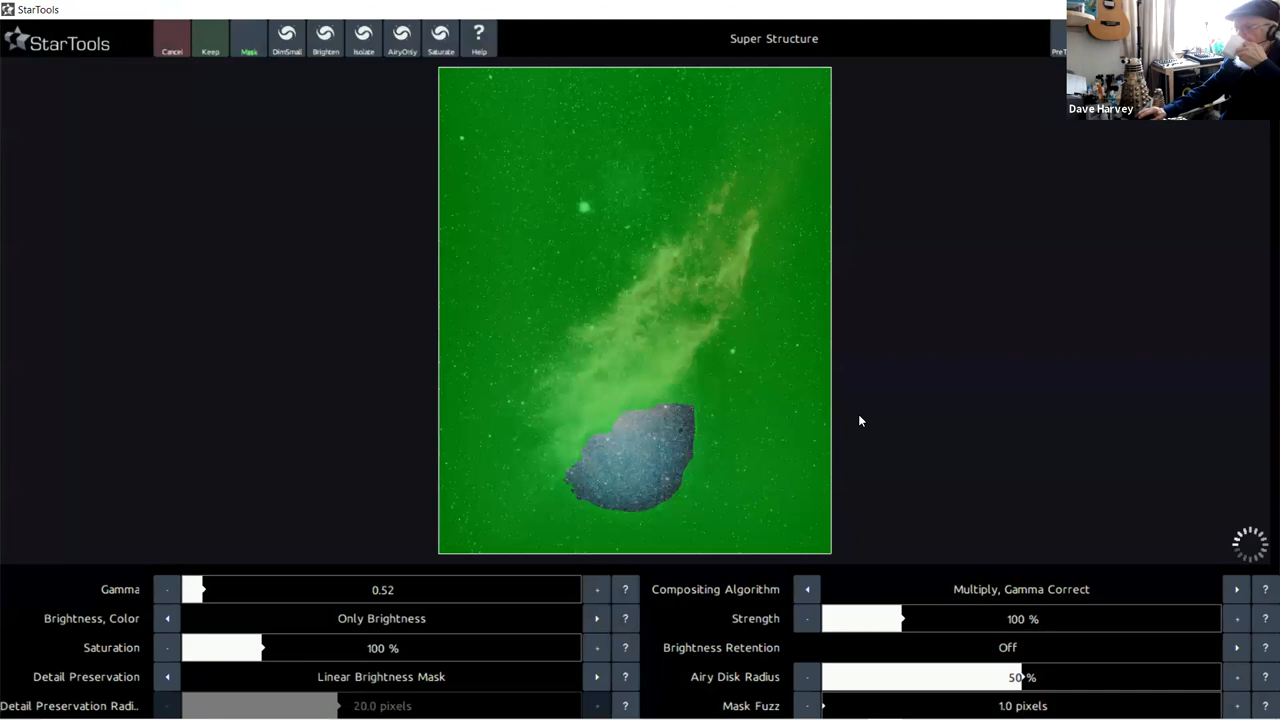 StarTools
StarTools
Cancel
Keep
Mask
DimSmall
Brighten
Isolate
AiryOnly
Saturate
?
Help
Super Structure
PreT
Dave Harvey
Gamma
-
0.52
+
?
Compositing Algorithm
Multiply, Gamma Correct
?
Brightness, Color
Only Brightness
?
Strength
-
100 %
+
?
Saturation
-
100 %
+
?
Brightness Retention
Off
?
Detail Preservation
Linear Brightness Mask
?
Airy Disk Radius
-
50 %
+
?
Detail Preservation Radi..
-
20.0 pixels
+
?
Mask Fuzz
-
1.0 pixels
+
?